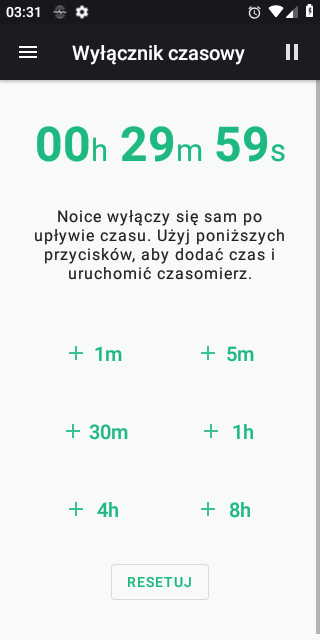 03:31
Wyłącznik czasowy
00h 29m 59s
Noice wyłączy się sam po
upływie czasu. Użyj poniższych
przycisków, aby dodać czas i
uruchomić czasomierz.
+ 1m + 5m
+ 30m + 1h
+ 4h + 8h
RESETUJ